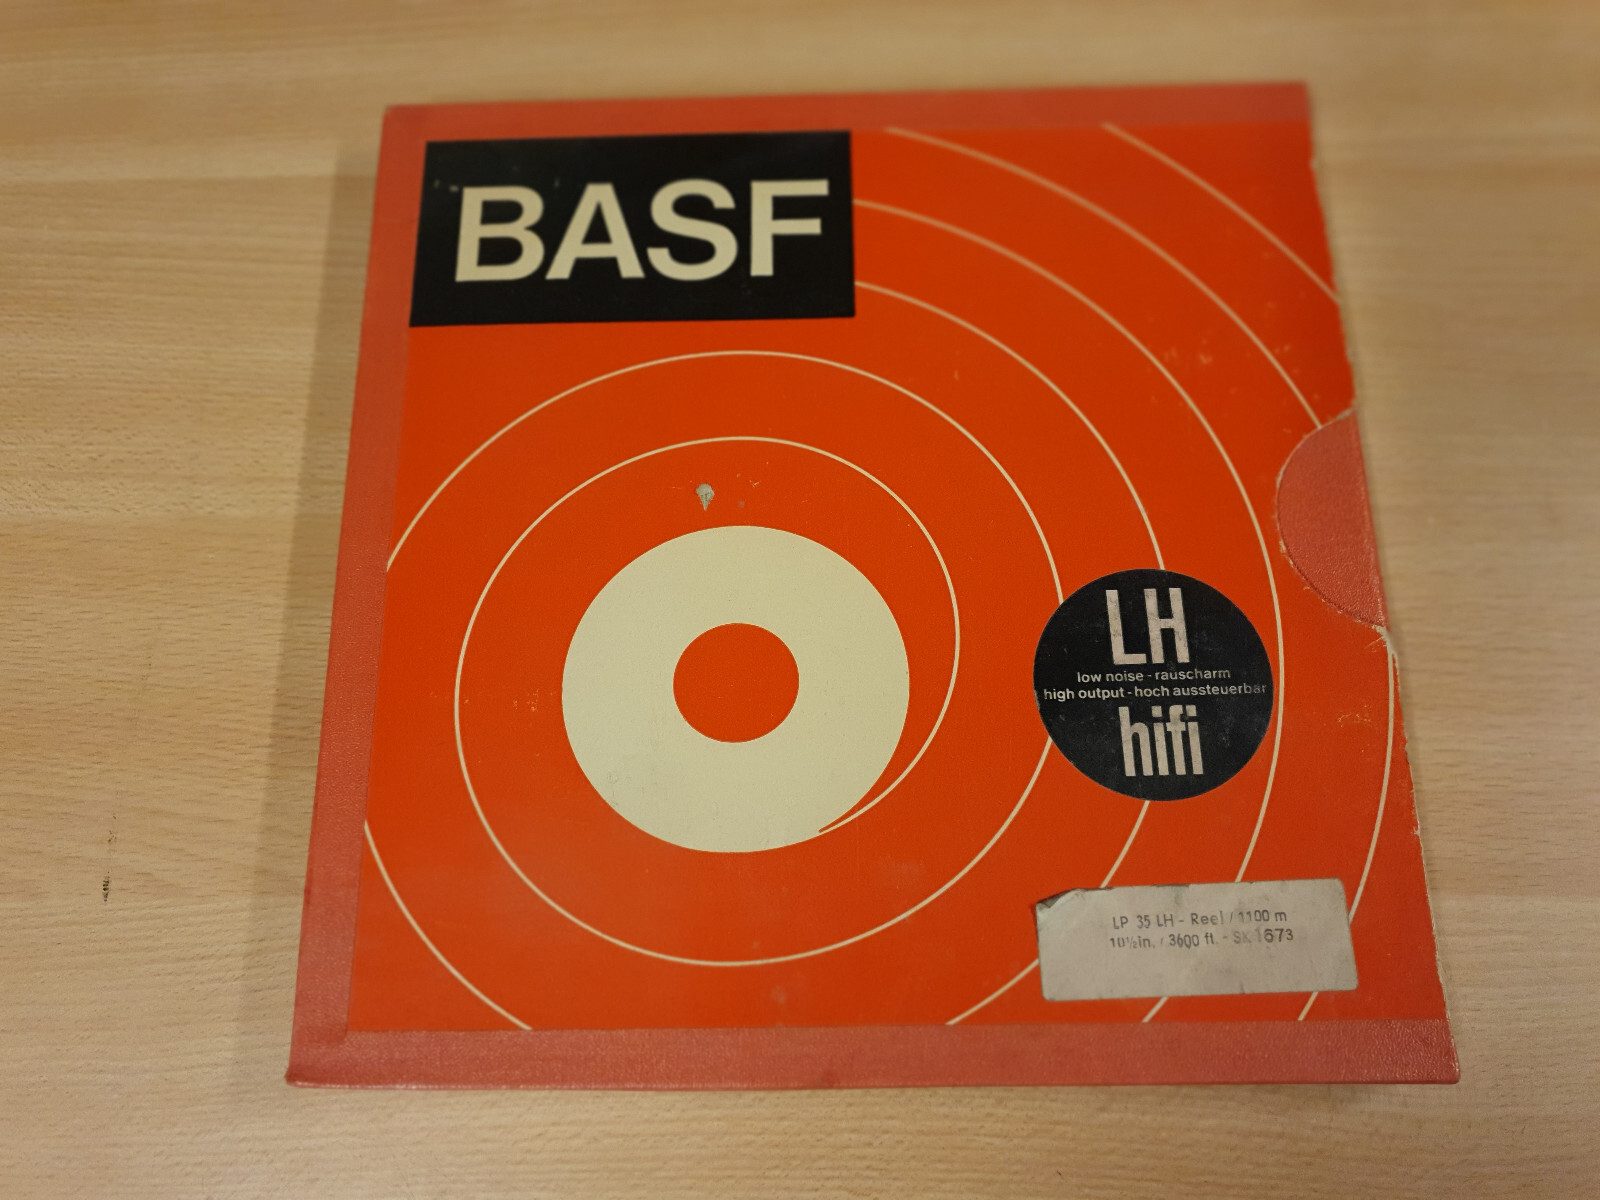 BASF
LH
low noise - rauscharm
high output - hoch aussteuerbar
hifi
LP 35 LH - Reel / 1100 m
10½in. / 3600 ft. - SK 1673